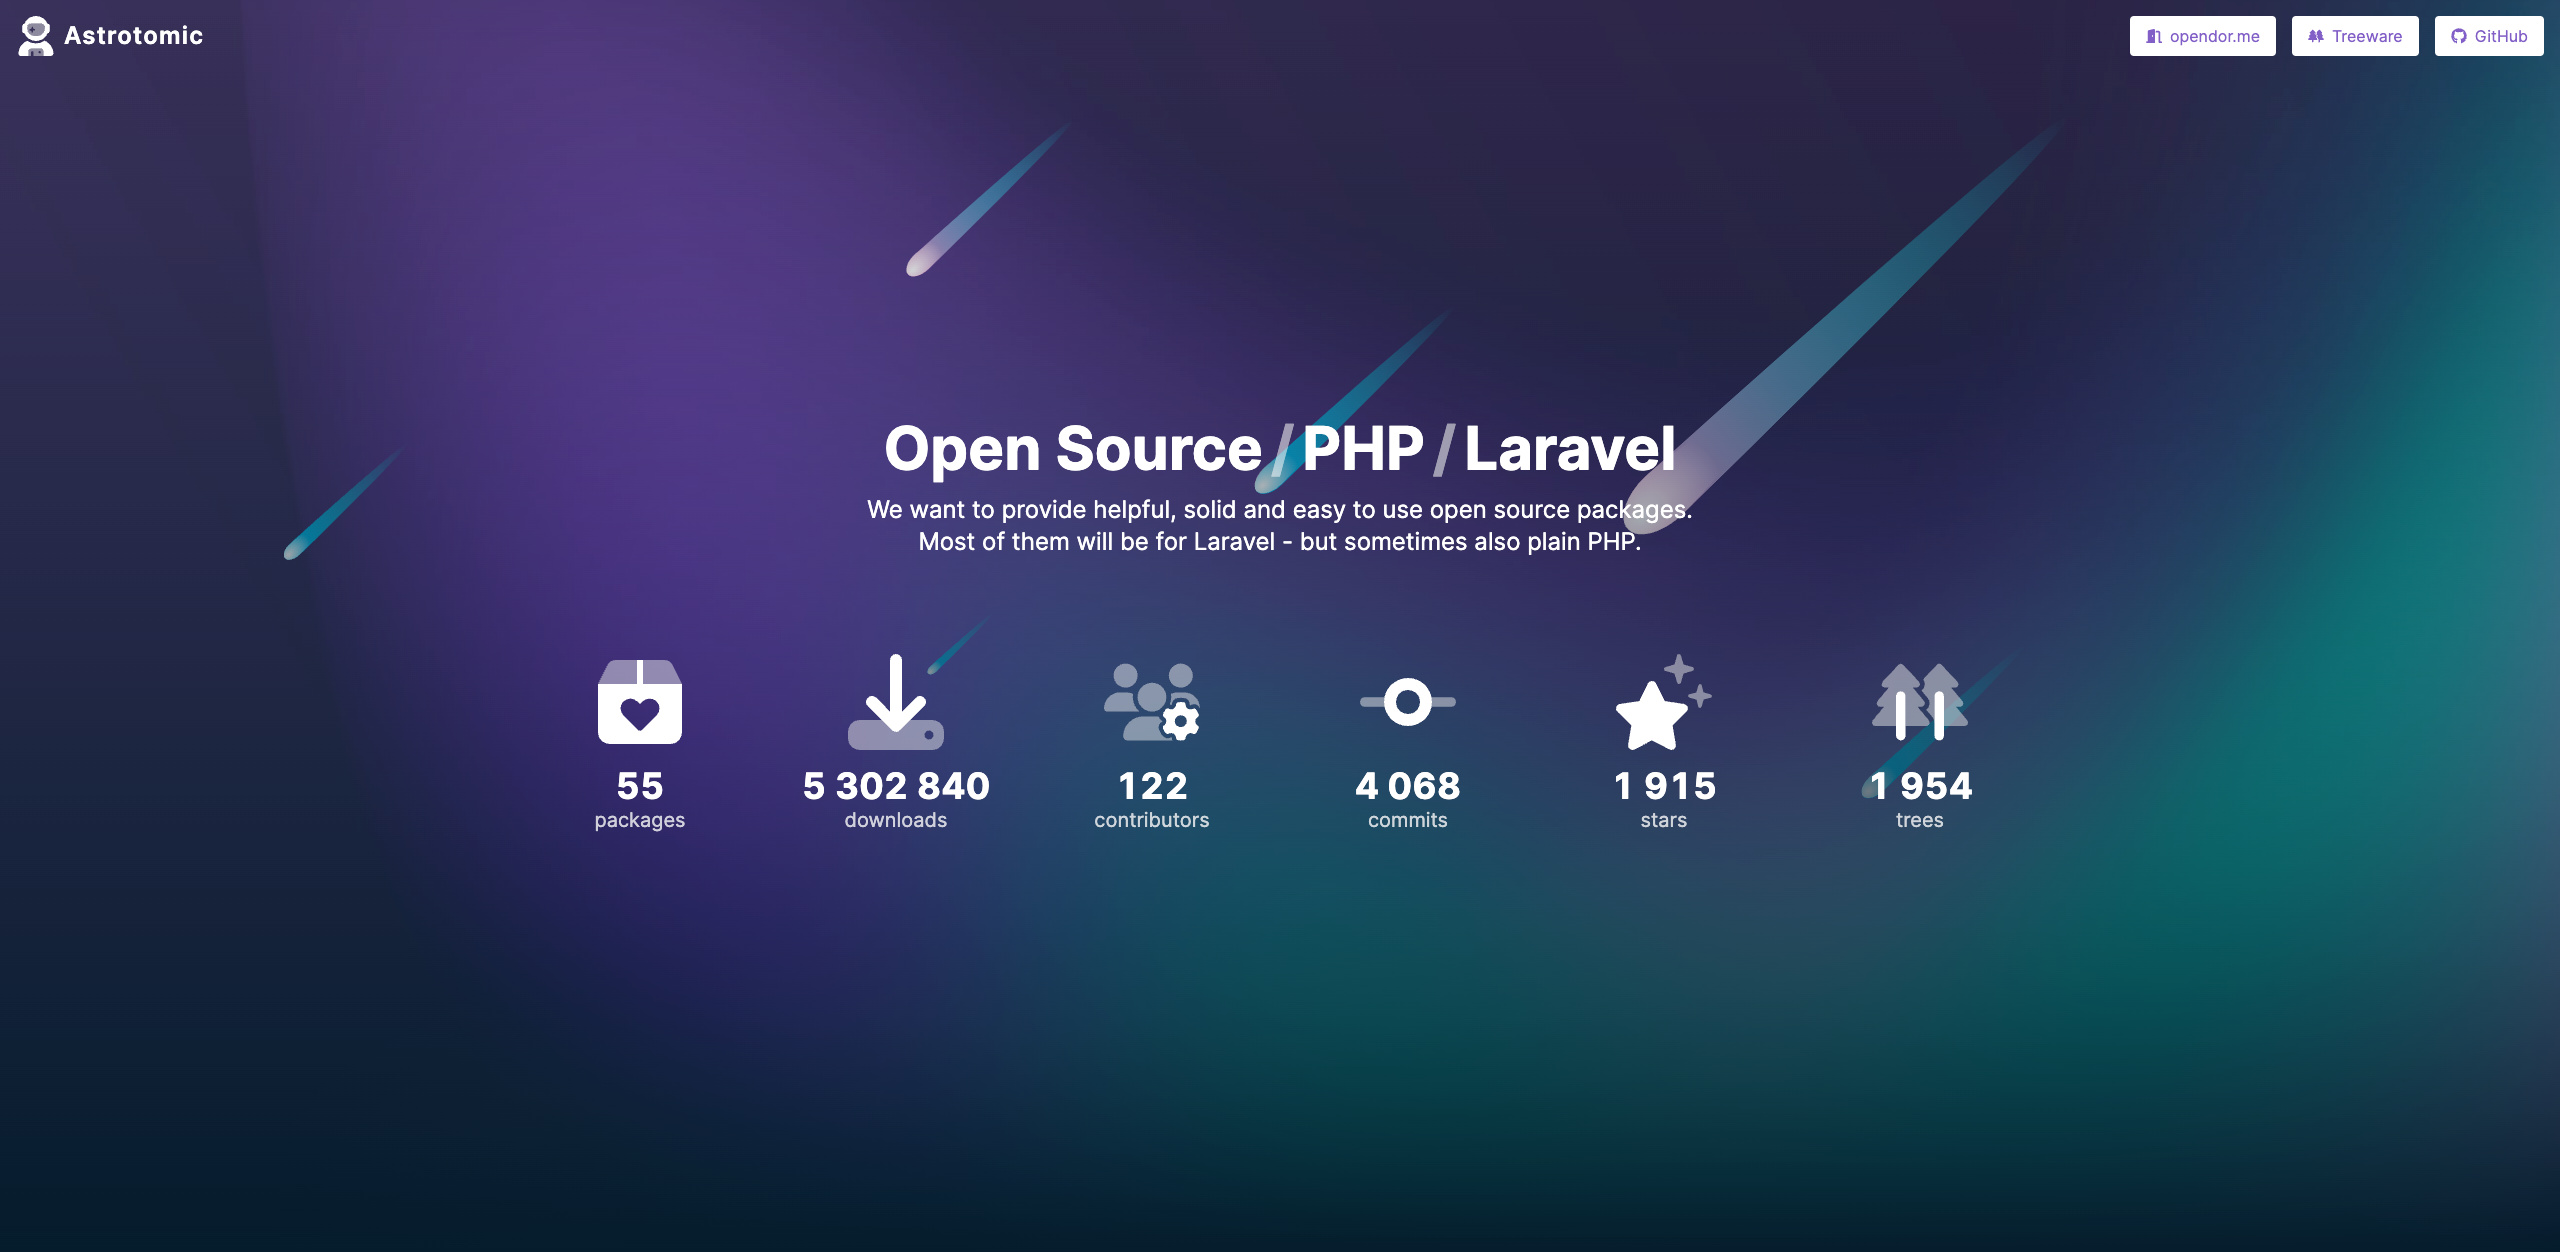 Astrotomic
opendor.me
Treeware
GitHub
Open Source / PHP / Laravel
We want to provide helpful, solid and easy to use open source packages.
Most of them will be for Laravel - but sometimes also plain PHP.
55
packages
5 302 840
downloads
122
contributors
4 068
commits
1 915
stars
1 954
trees